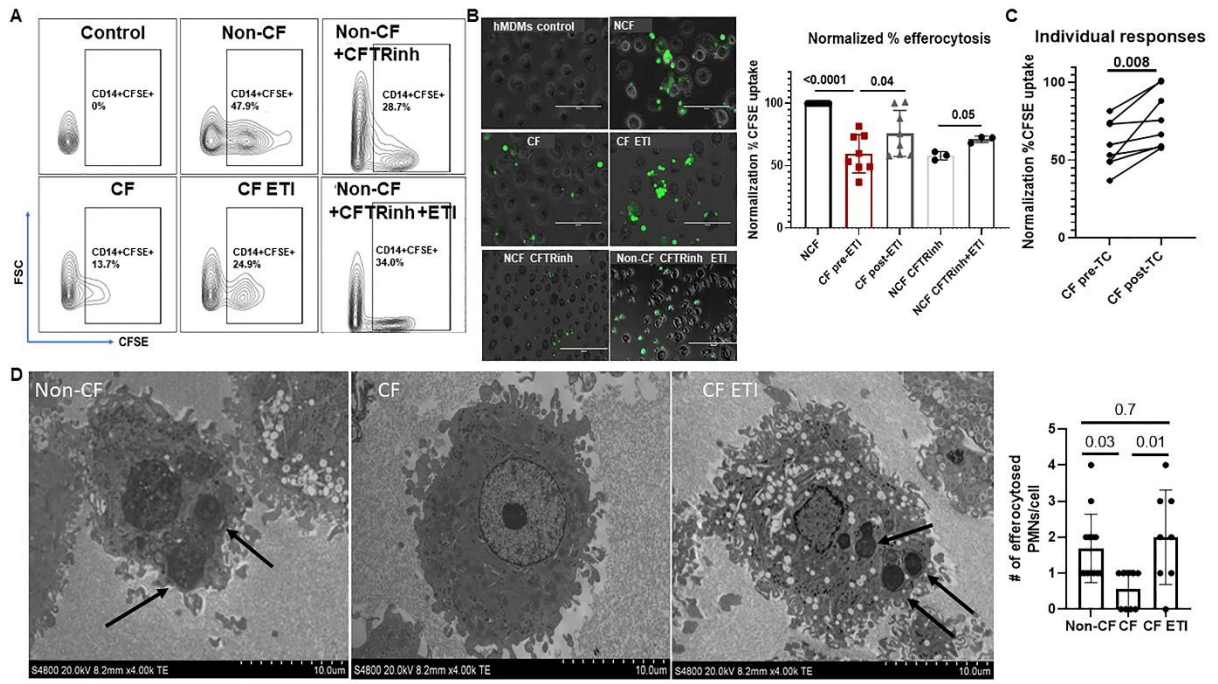 A
Control
CD14+CFSE+
0%
Non-CF
CD14+CFSE+
47.9%
Non-CF
+CFTRinh
CD14+CFSE+
28.7%
CF
CD14+CFSE+
13.7%
CF ETI
CD14+CFSE+
24.9%
Non-CF
+CFTRinh +ETI
CD14+CFSE+
34.0%
FSC
CFSE
B
hMDMs control
NCF
CF
CF ETI
NCF CFTRinh
Non-CF CFTRinh ETI
Normalized % efferocytosis
Normalization % CFSE uptake
100
50
0
<0.0001
0.04
0.05
NCF
CF pre-ETI
CF post-ETI
NCF CFTRinh
NCF CFTRinh+ETI
C
Individual responses
0.008
Normalization %CFSE uptake
100
50
0
CF pre-TC
CF post-TC
D
Non-CF
S4800 20.0kV 8.2mm x4.00k TE
10.0um
CF
S4800 20.0kV 8.2mm x4.00k TE
10.0um
CF ETI
S4800 20.0kV 8.2mm x4.00k TE
10.0um
# of efferocytosed
PMNs/cell
5
4
3
2
1
0
0.7
0.03
0.01
Non-CF
CF
CF ETI